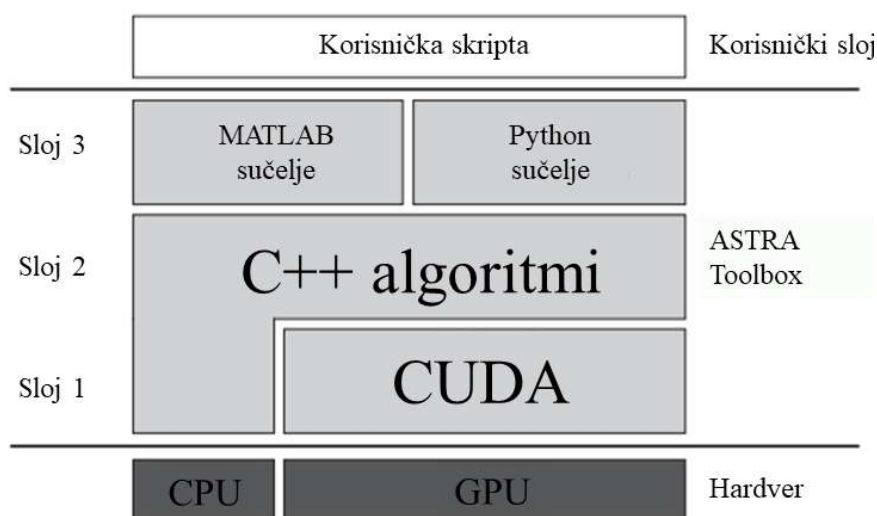 Korisnička skripta
Korisnički sloj
Sloj 3
MATLAB
sučelje
Python
sučelje
Sloj 2
C++ algoritmi
ASTRA
Toolbox
Sloj 1
CUDA
CPU
GPU
Hardver